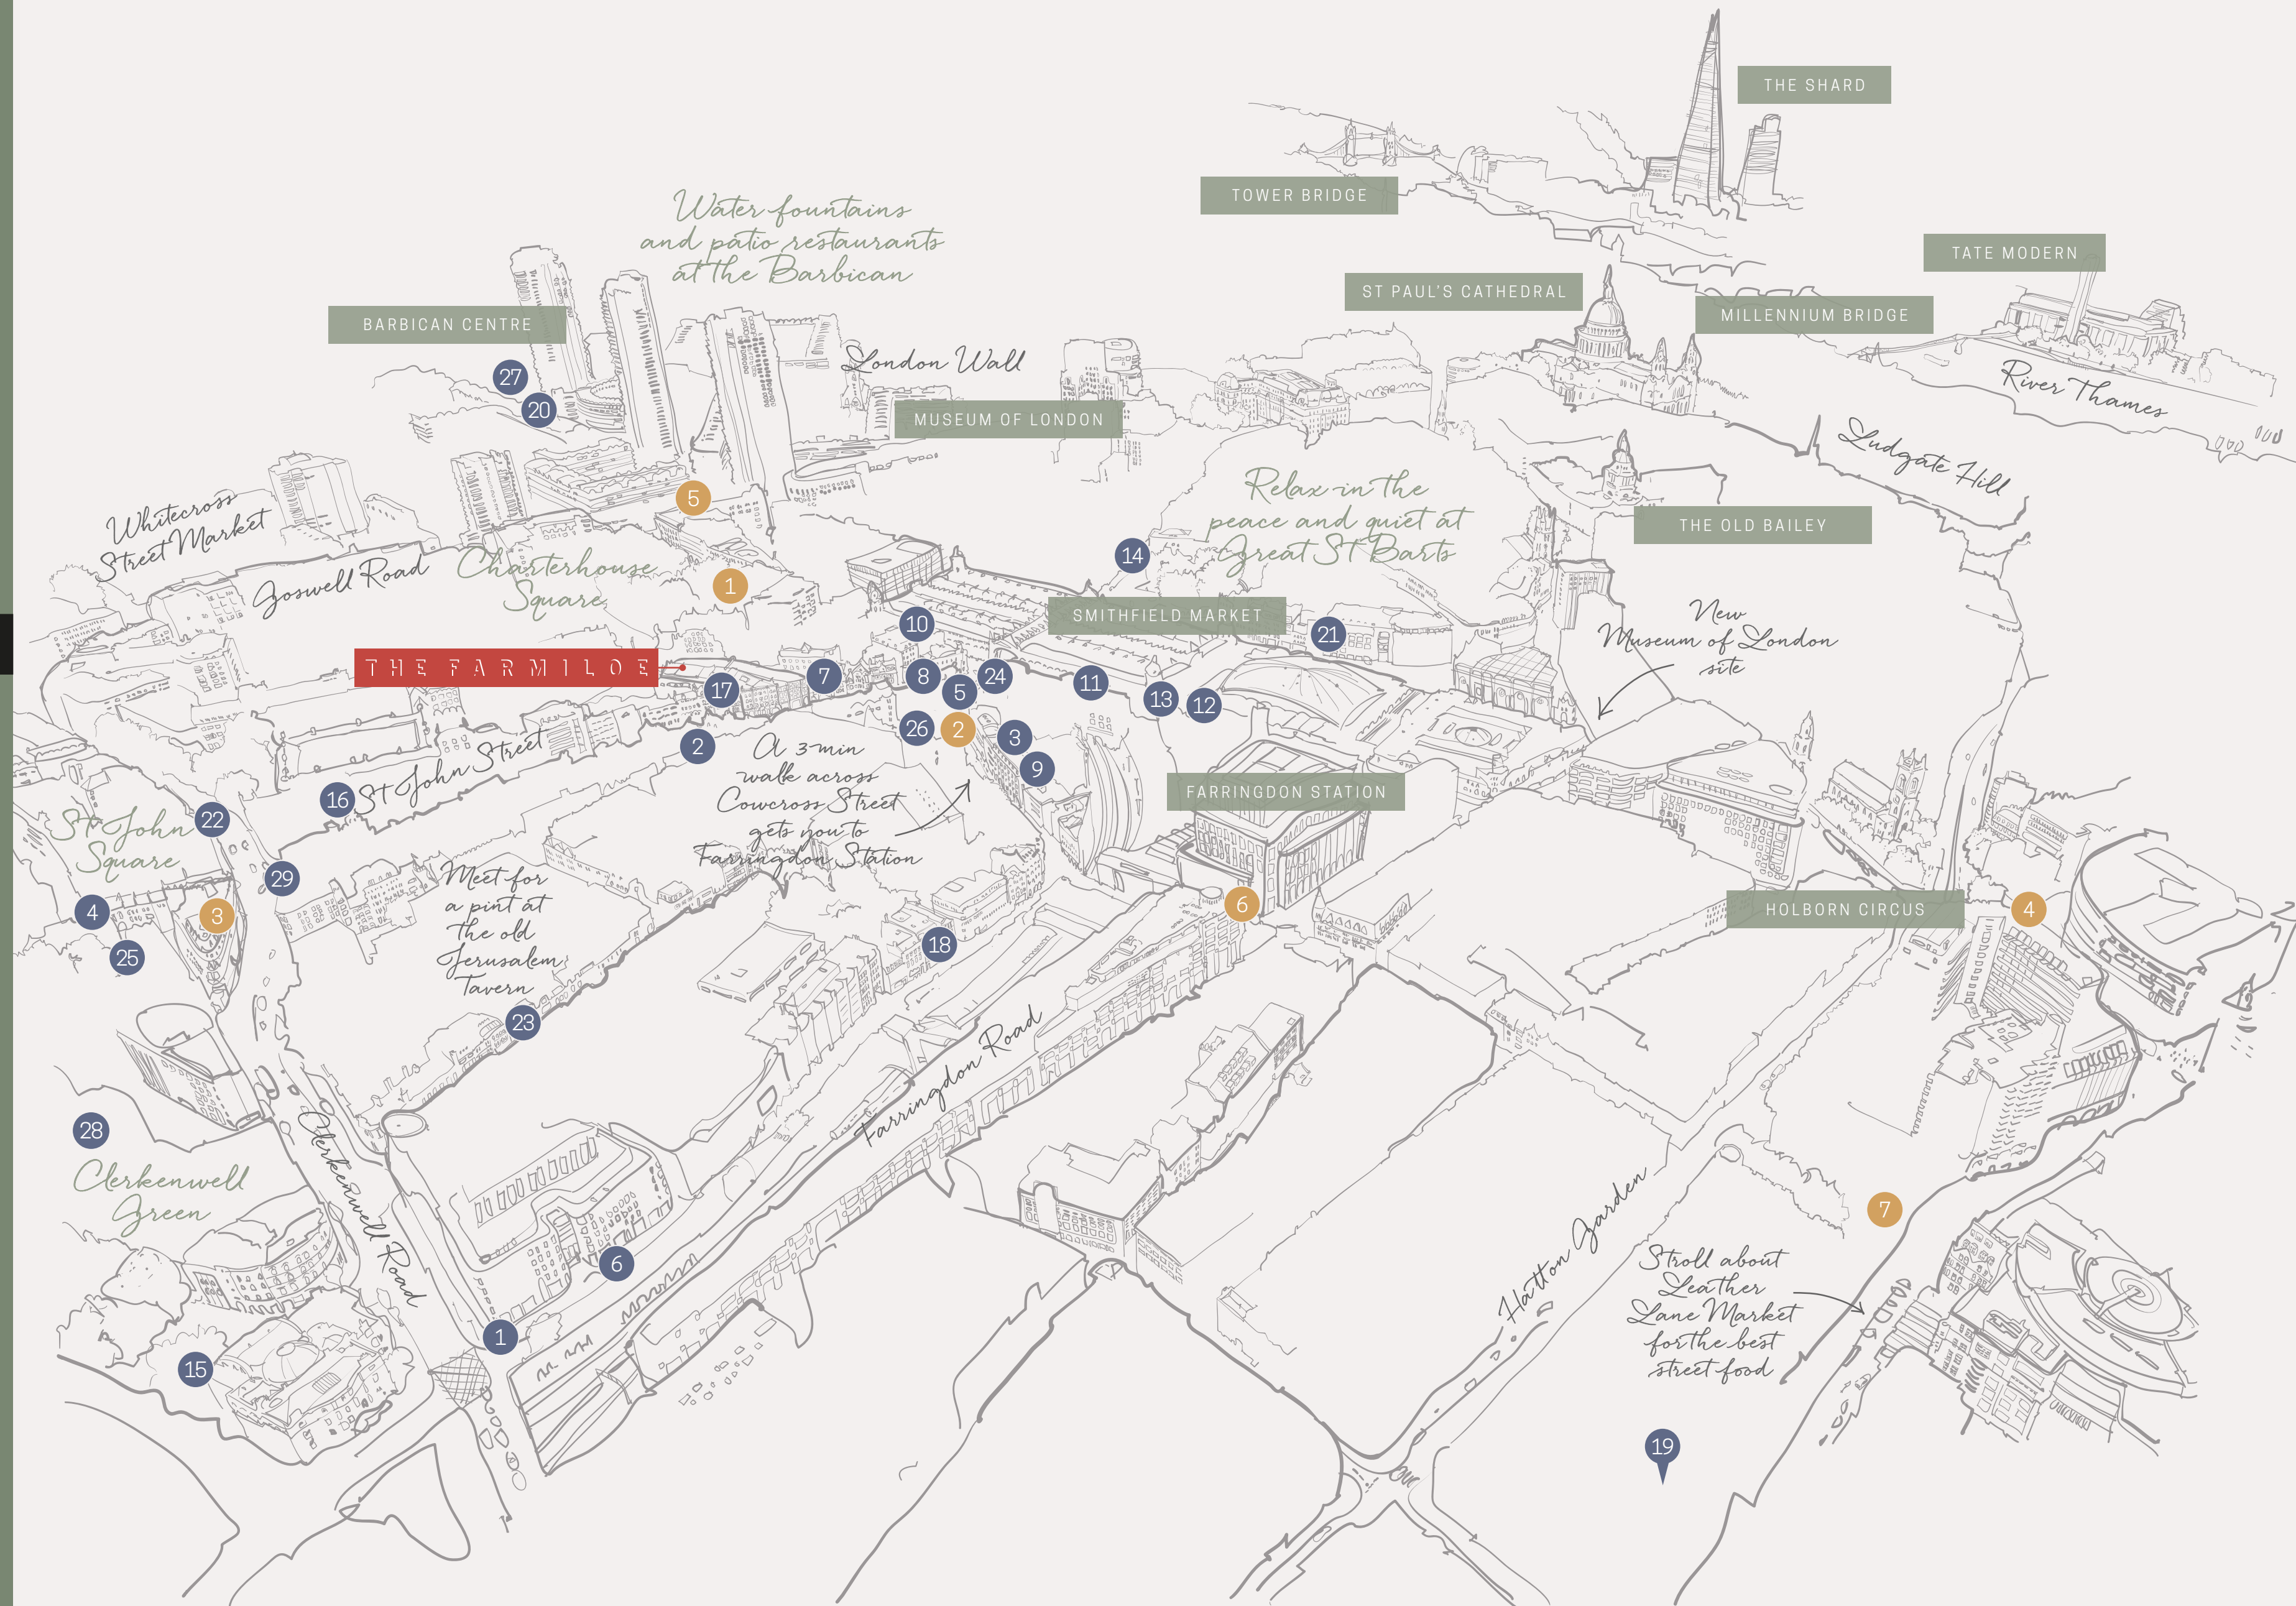 THE SHARD
TOWER BRIDGE
Water fountains
and patio restaurants
at the Barbican
TATE MODERN
ST PAUL'S CATHEDRAL
MILLENNIUM BRIDGE
BARBICAN CENTRE
London Wall
27
20
River Thames
MUSEUM OF LONDON
Ludgate Hill
Whitecross
Street Market
5
Relax in the
peace and quiet at
Great St Barts
THE OLD BAILEY
14
Goswell Road
Charterhouse
Square
1
SMITHFIELD MARKET
10
21
New
Museum of London
site
THE FARMILOE
17
7
8
5
24
11
13
12
26
2
3
9
2
A 3-min
walk across
Cowcross Street
gets you to
Farringdon Station
St John Street
16
FARRINGDON STATION
St John
Square
22
29
4
3
25
Meet for
a pint at
the old
Jerusalem
Tavern
23
18
6
HOLBORN CIRCUS
4
Farringdon Road
28
Clerkenwell
Green
Clerkenwell Road
6
1
15
Hatton Garden
7
Stroll about
Leather
Lane Market
for the best
street food
19